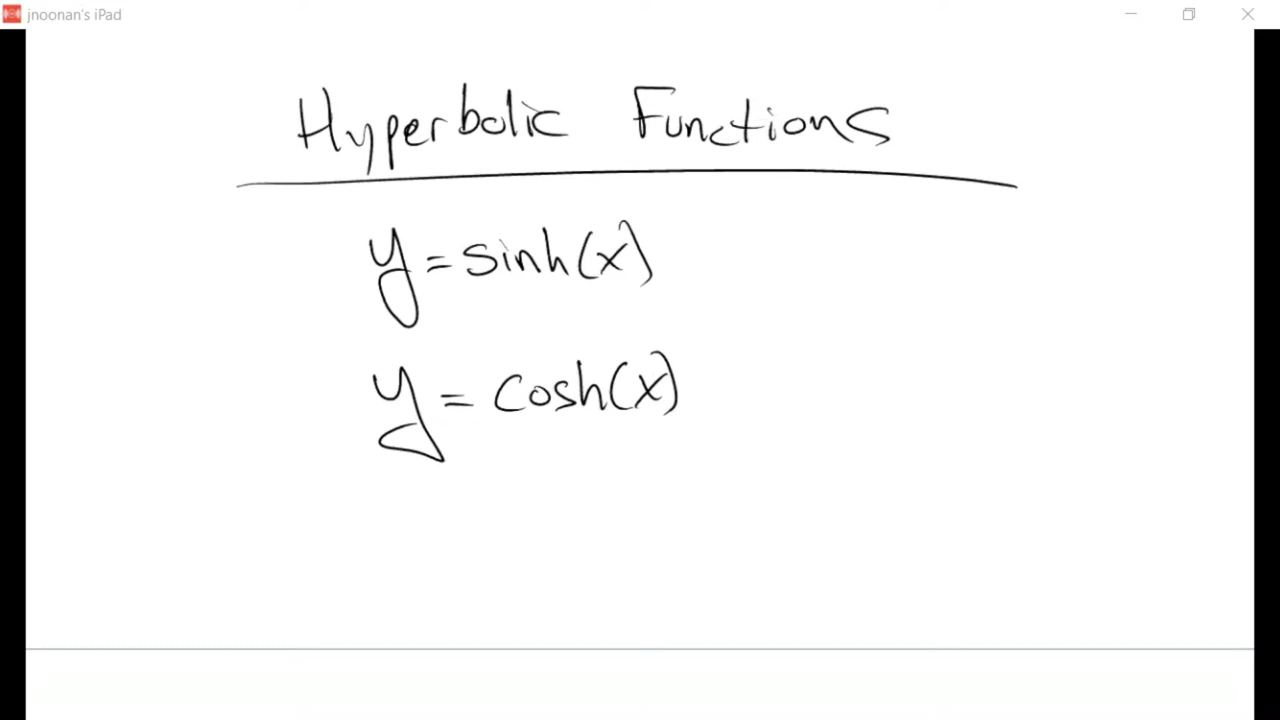 jnoonan's iPad
Hyperbolic Functions
y = sinh(x)
y = cosh(x)